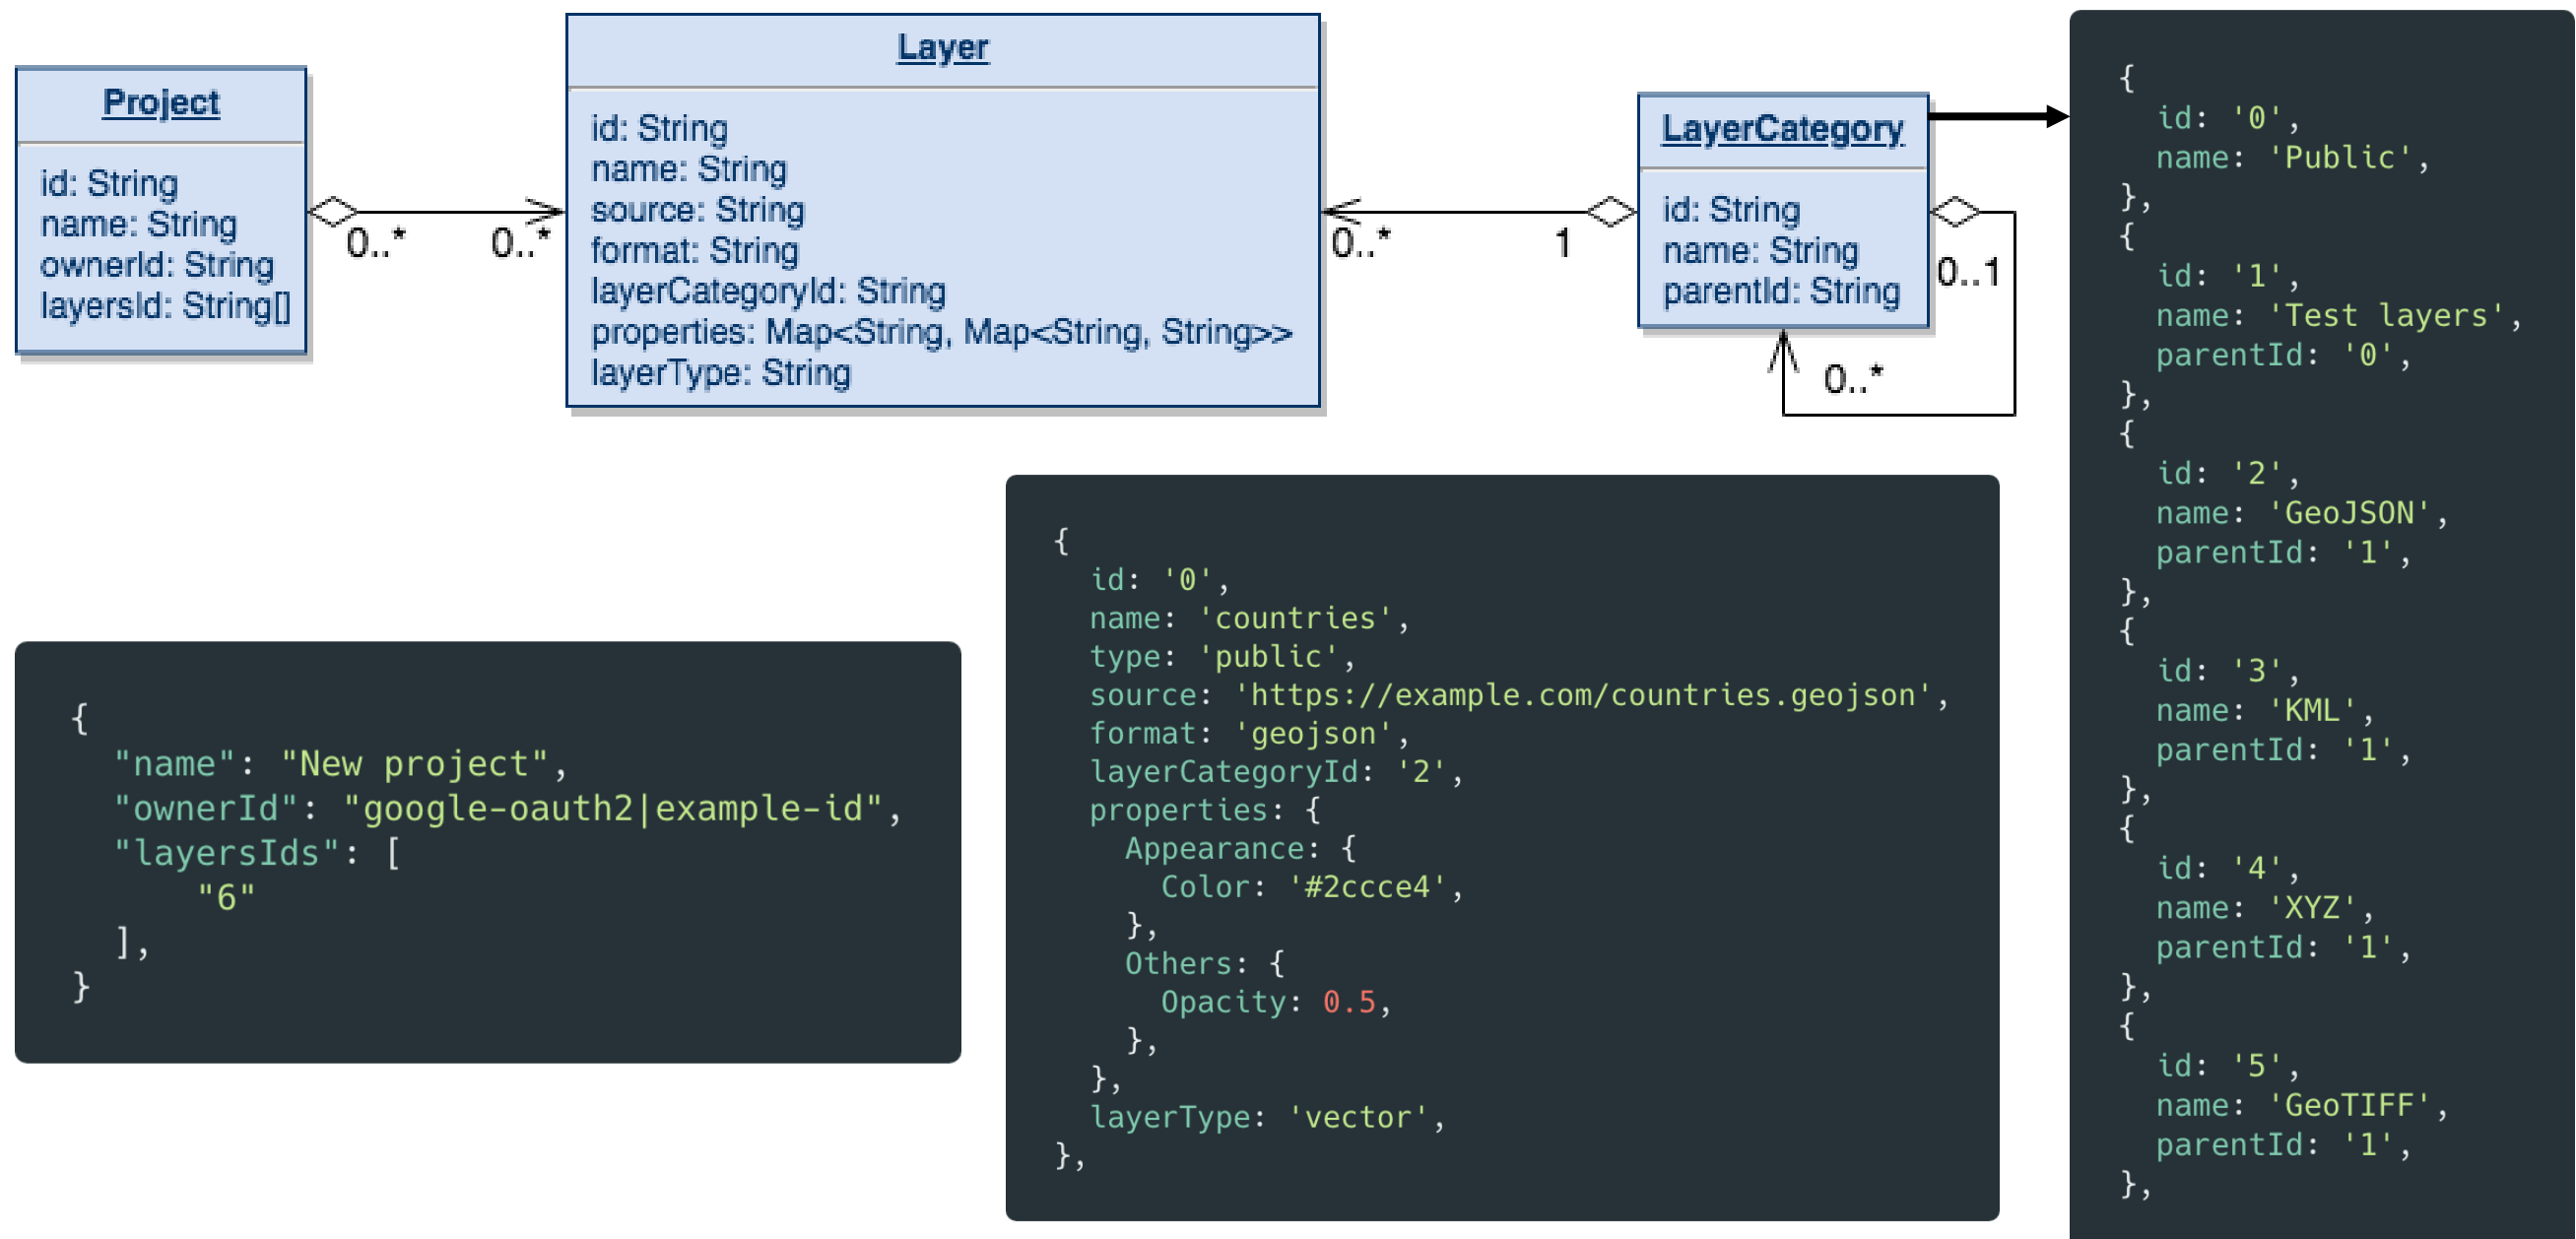 Project
id: String
name: String
ownerId: String
layersId: String[]
0..*
0..*
Layer
id: String
name: String
source: String
format: String
layerCategoryId: String
properties: Map<String, Map<String, String>>
layerType: String
0..*
1
LayerCategory
id: String
name: String
parentId: String
0..1
0..*
{
"name": "New project",
"ownerId": "google-oauth2|example-id",
"layersIds": [
"6"
],
}
{
id: '0',
name: 'countries',
type: 'public',
source: 'https://example.com/countries.geojson',
format: 'geojson',
layerCategoryId: '2',
properties: {
Appearance: {
Color: '#2ccce4',
},
Others: {
Opacity: 0.5,
},
},
layerType: 'vector',
},
{
id: '0',
name: 'Public',
},
{
id: '1',
name: 'Test layers',
parentId: '0',
},
{
id: '2',
name: 'GeoJSON',
parentId: '1',
},
{
id: '3',
name: 'KML',
parentId: '1',
},
{
id: '4',
name: 'XYZ',
parentId: '1',
},
{
id: '5',
name: 'GeoTIFF',
parentId: '1',
},